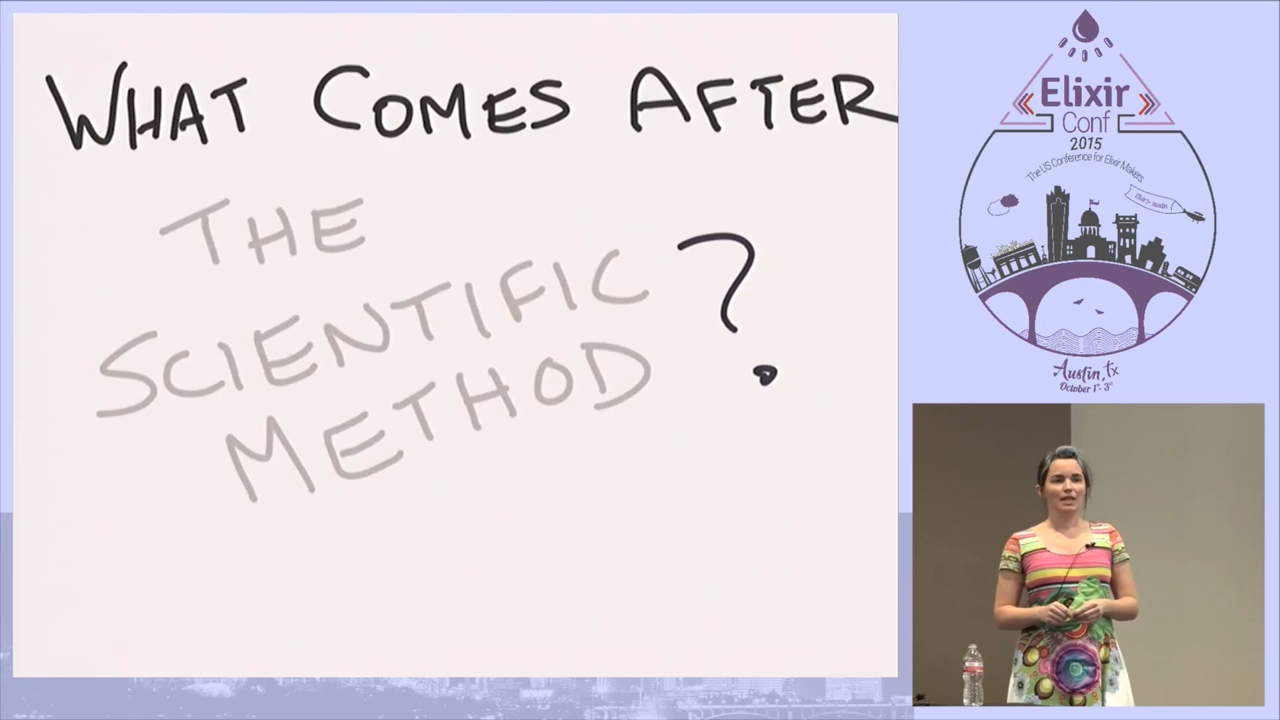 WHAT COMES AFTER
THE
SCIENTIFIC ?
METHOD
Elixir
Conf
2015
The US Conference for Elixir Makers
Austin, TX
October 1st - 3rd